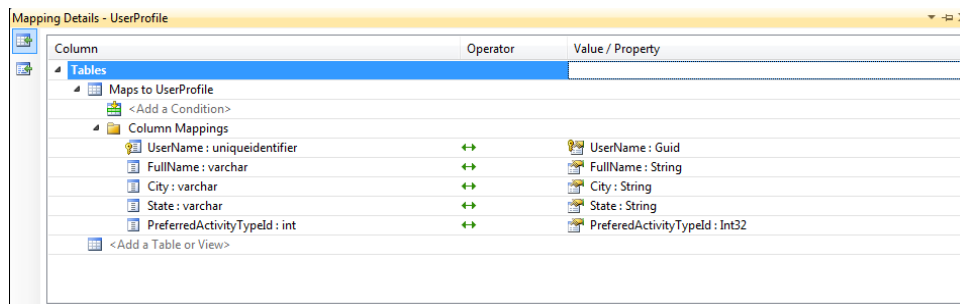 Mapping Details - UserProfile
Column Operator Value / Property
Tables
Maps to UserProfile
<Add a Condition>
Column Mappings
UserName : uniqueidentifier UserName : Guid
FullName : varchar FullName : String
City : varchar City : String
State : varchar State : String
PreferredActivityTypeId : int PreferedActivityTypeId : Int32
<Add a Table or View>